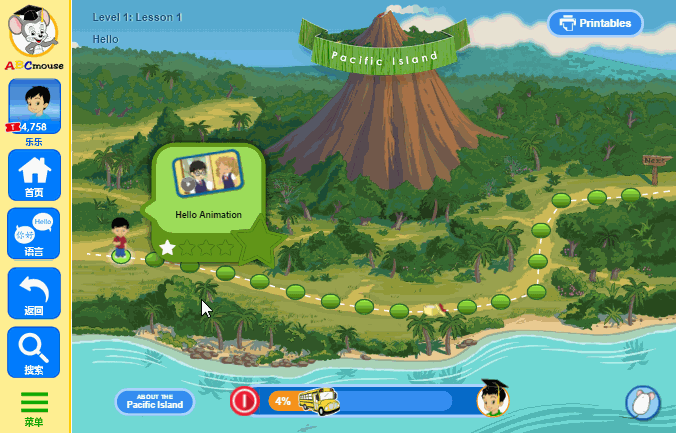 Level 1: Lesson 1
Hello
Pacific Island
Printables
ABCmouse
4,758
乐乐
首页
你好
Hello
语言
返回
搜索
菜单
Hello Animation
Next
ABOUT THE
Pacific Island
4%